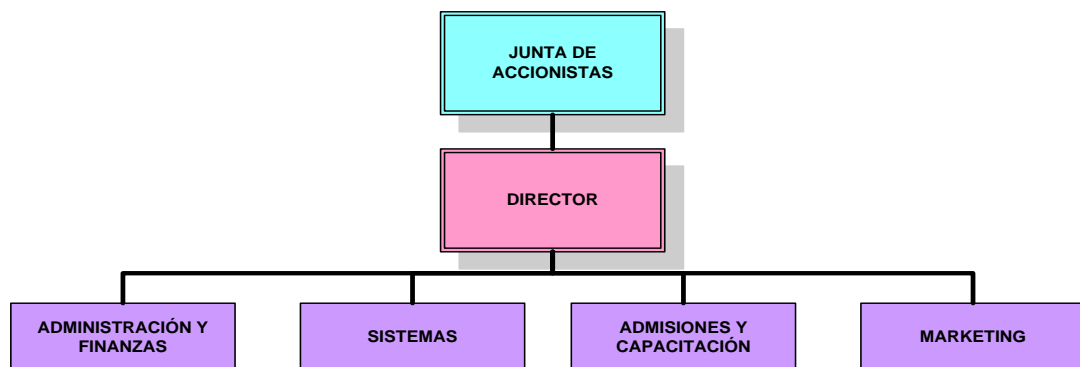 JUNTA DE
ACCIONISTAS
DIRECTOR
ADMINISTRACIÓN Y
FINANZAS
SISTEMAS
ADMISIONES Y
CAPACITACIÓN
MARKETING